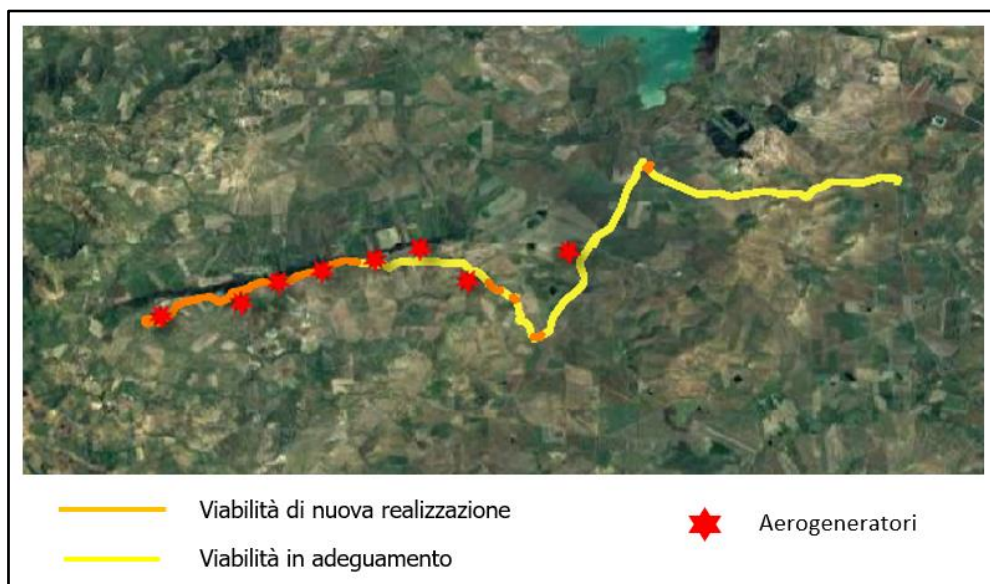 Viabilità di nuova realizzazione
Aerogeneratori
Viabilità in adeguamento